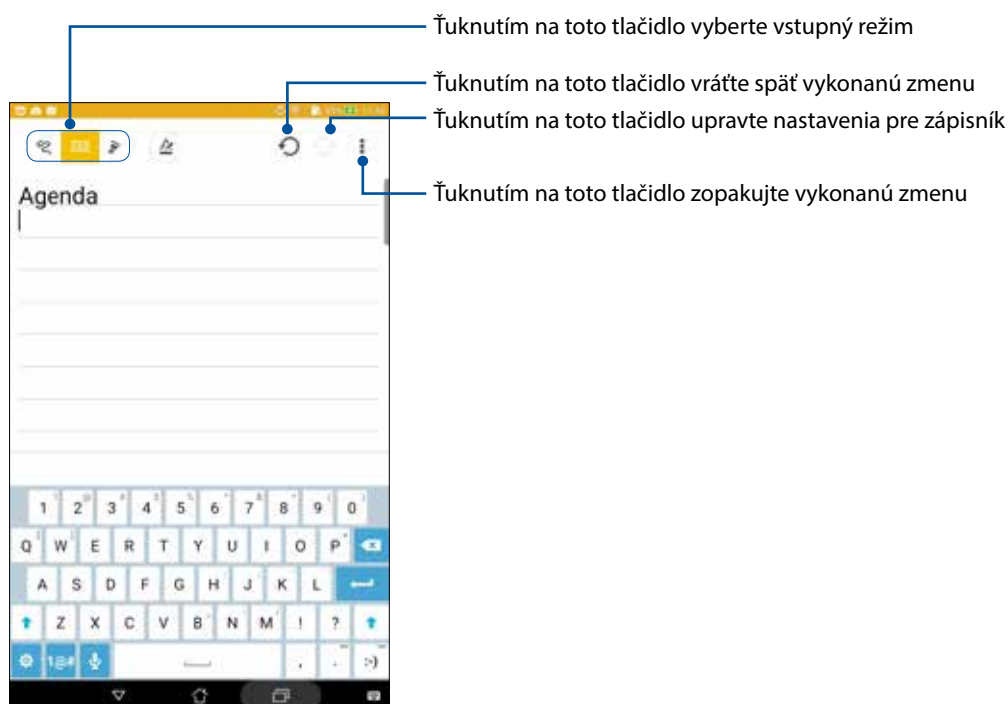 Ťuknutím na toto tlačidlo vyberte vstupný režim
Ťuknutím na toto tlačidlo vráťte späť vykonanú zmenu
Ťuknutím na toto tlačidlo upravte nastavenia pre zápisník
Ťuknutím na toto tlačidlo zopakujte vykonanú zmenu
Agenda
1 2 3 4 5 6 7 8 9 0
Q W E R T Y U I O P
A S D F G H J K L
Z X C V B N M ! ?
1@# , . :-)